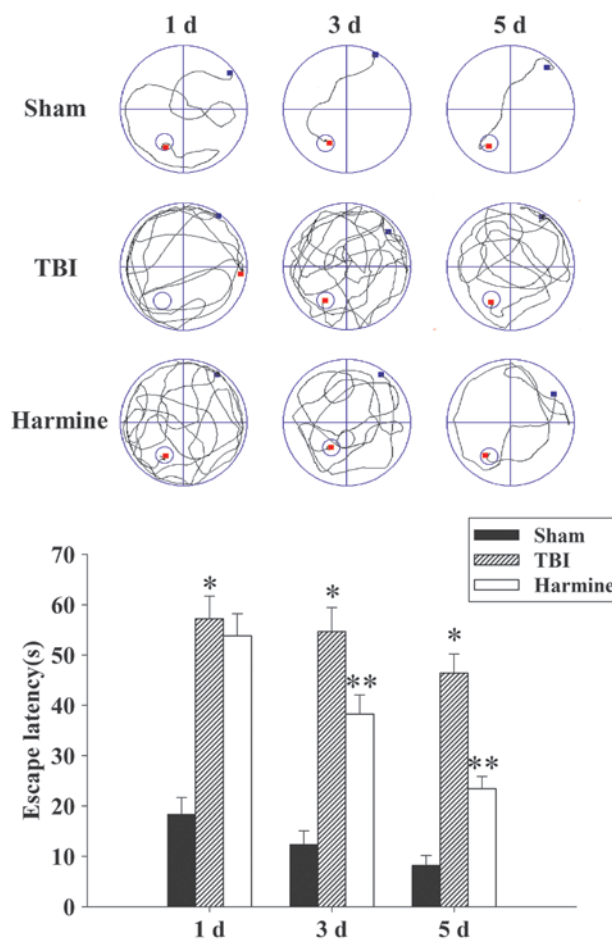 1 d 3 d 5 d
Sham
TBI
Harmine
Sham
TBI
Harmine
70
60
50
40
30
20
10
0
Escape latency(s)
*
*
**
*
**
1 d 3 d 5 d